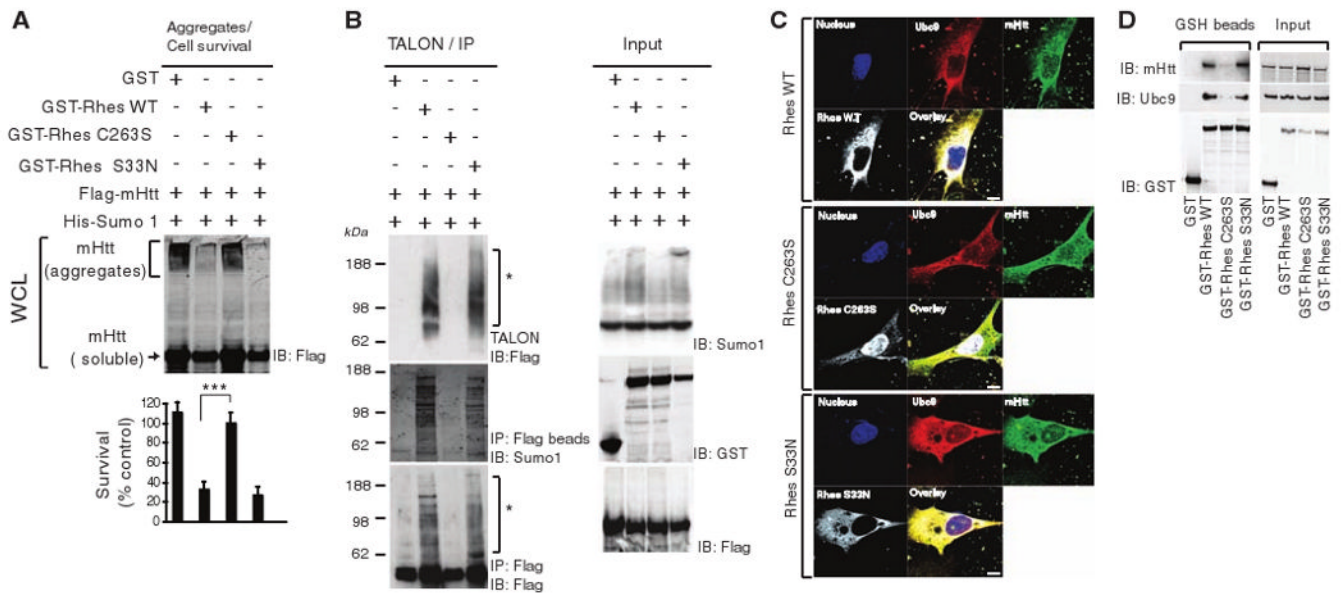 A
Aggregates/
Cell survival
GST + - - -
GST-Rhes WT - + - -
GST-Rhes C263S - - + -
GST-Rhes S33N - - - +
Flag-mHtt + + + +
His-Sumo 1 + + + +
WCL
mHtt
(aggregates)
mHtt
(soluble)
IB: Flag
***
Survival
(% control)
120
100
80
60
40
20
0
B
TALON / IP
Input
+ - - -
+ - - -
- + - -
- + - -
- - + -
- - + -
- - - +
- - - +
+ + + +
+ + + +
+ + + +
+ + + +
kDa
188
98
62
*
TALON
IB:Flag
188
98
62
IP: Flag beads
IB: Sumo1
188
98
62
*
IP: Flag
IB: Flag
IB: Sumo1
IB: GST
IB: Flag
C
Rhes WT
Nucleus
Ubc9
mHtt
Rhes WT
Overlay
Rhes C263S
Nucleus
Ubc9
mHtt
Rhes C263S
Overlay
Rhes S33N
Nucleus
Ubc9
mHtt
Rhes S33N
Overlay
D
GSH beads
Input
IB: mHtt
IB: Ubc9
IB: GST
GST
GST-Rhes WT
GST-Rhes C263S
GST-Rhes S33N
GST
GST-Rhes WT
GST-Rhes C263S
GST-Rhes S33N